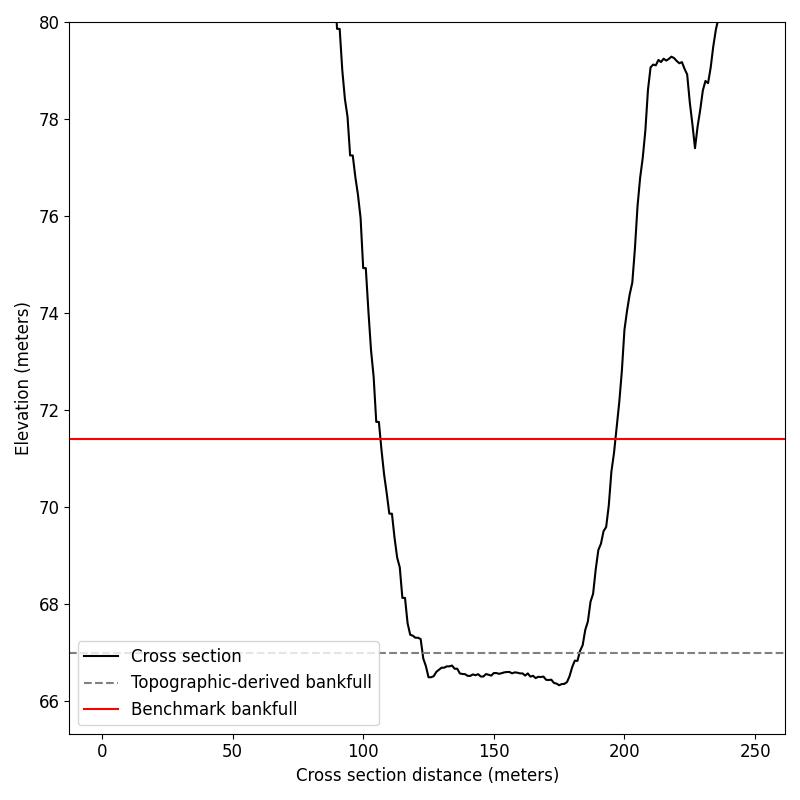 80
78
76
74
72
70
68
66
Elevation (meters)
Cross section
Topographic-derived bankfull
Benchmark bankfull
0 50 100 150 200 250
Cross section distance (meters)